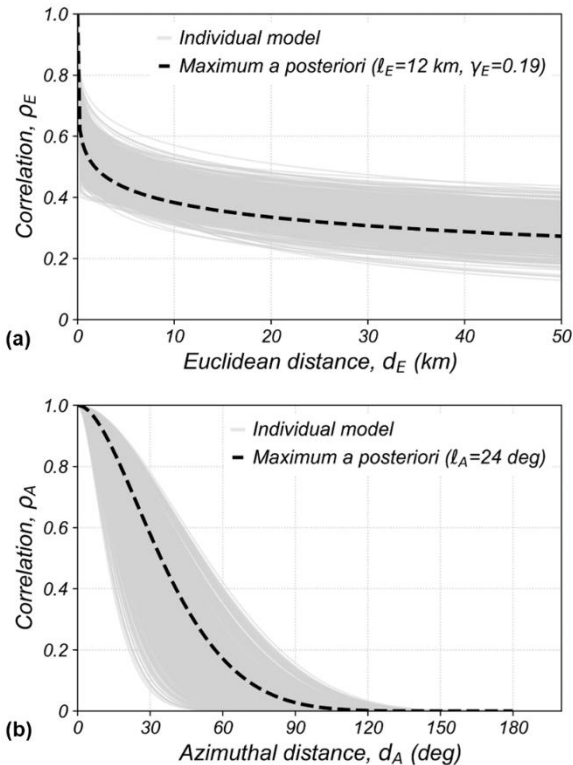 1.0
0.8
0.6
0.4
0.2
0
Correlation, ρE
Individual model
Maximum a posteriori (ℓE=12 km, γE=0.19)
0 10 20 30 40 50
Euclidean distance, dE (km)
(a)
1.0
0.8
0.6
0.4
0.2
0
Correlation, ρA
Individual model
Maximum a posteriori (ℓA=24 deg)
0 30 60 90 120 150 180
Azimuthal distance, dA (deg)
(b)